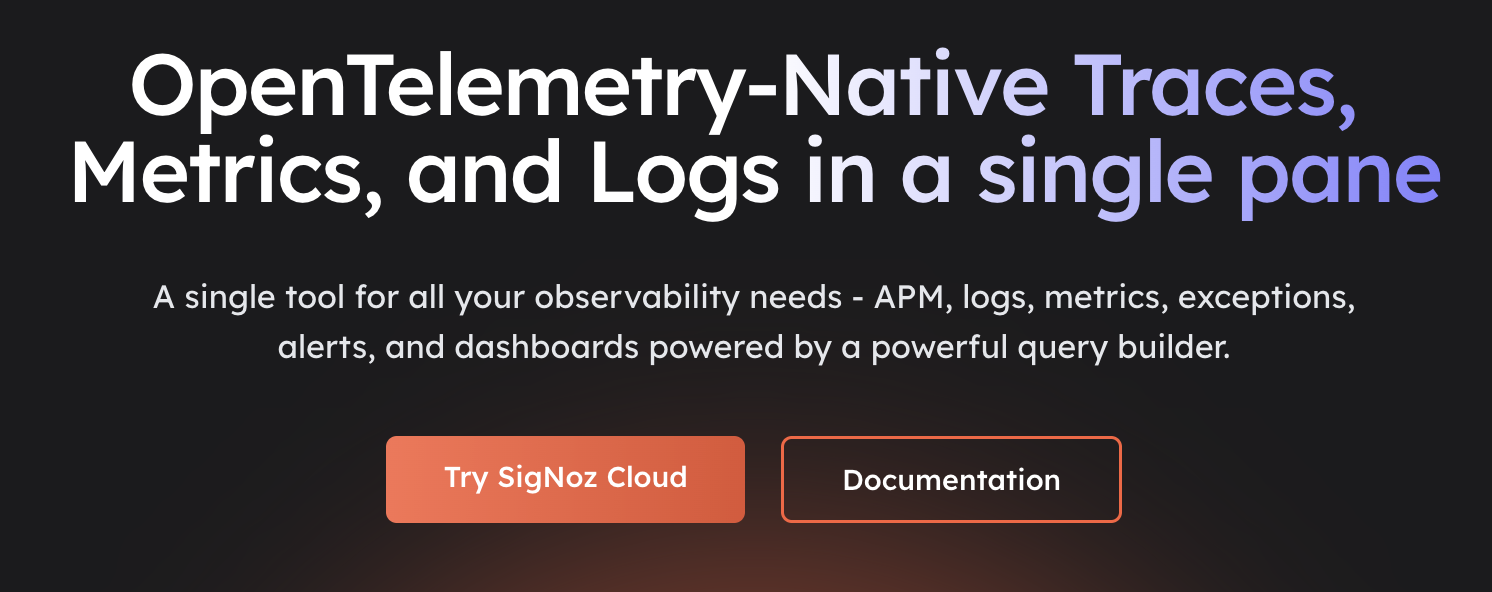 OpenTelemetry-Native Traces,
Metrics, and Logs in a single pane
A single tool for all your observability needs - APM, logs, metrics, exceptions,
alerts, and dashboards powered by a powerful query builder.
Try SigNoz Cloud
Documentation